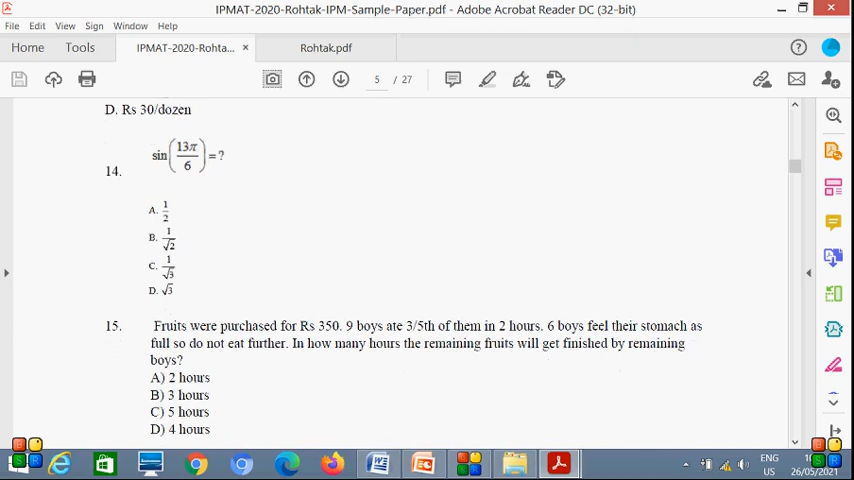 IPMAT-2020-Rohtak-IPM-Sample-Paper.pdf - Adobe Acrobat Reader DC (32-bit)
File Edit View Sign Window Help
Home Tools IPMAT-2020-Rohta... × Rohtak.pdf
5 / 27
D. Rs 30/dozen
14. sin(13π/6) = ?
A. 1/2
B. 1/√2
C. 1/√3
D. √3
15. Fruits were purchased for Rs 350. 9 boys ate 3/5th of them in 2 hours. 6 boys feel their stomach as
full so do not eat further. In how many hours the remaining fruits will get finished by remaining
boys?
A) 2 hours
B) 3 hours
C) 5 hours
D) 4 hours
ENG
US 26/05/2021